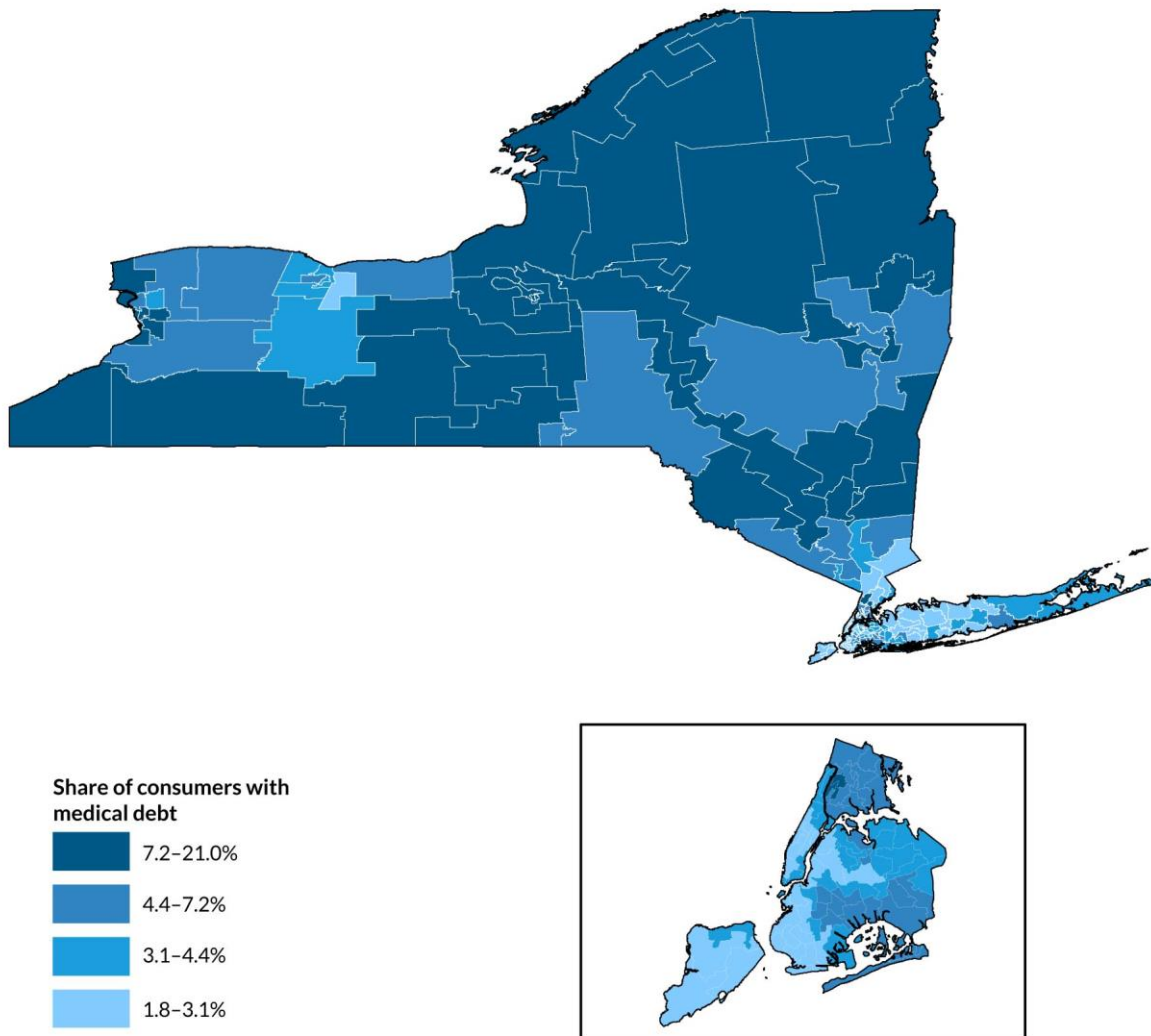 Share of consumers with
medical debt
7.2–21.0%
4.4–7.2%
3.1–4.4%
1.8–3.1%